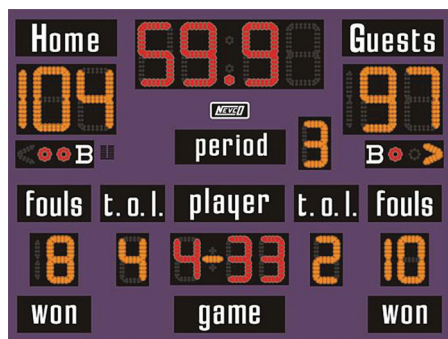 Home 59.9 Guests
104 97
NEVCO
B B
period 3
fouls t.o.l. player t.o.l. fouls
8 4 4-33 2 10
won game won